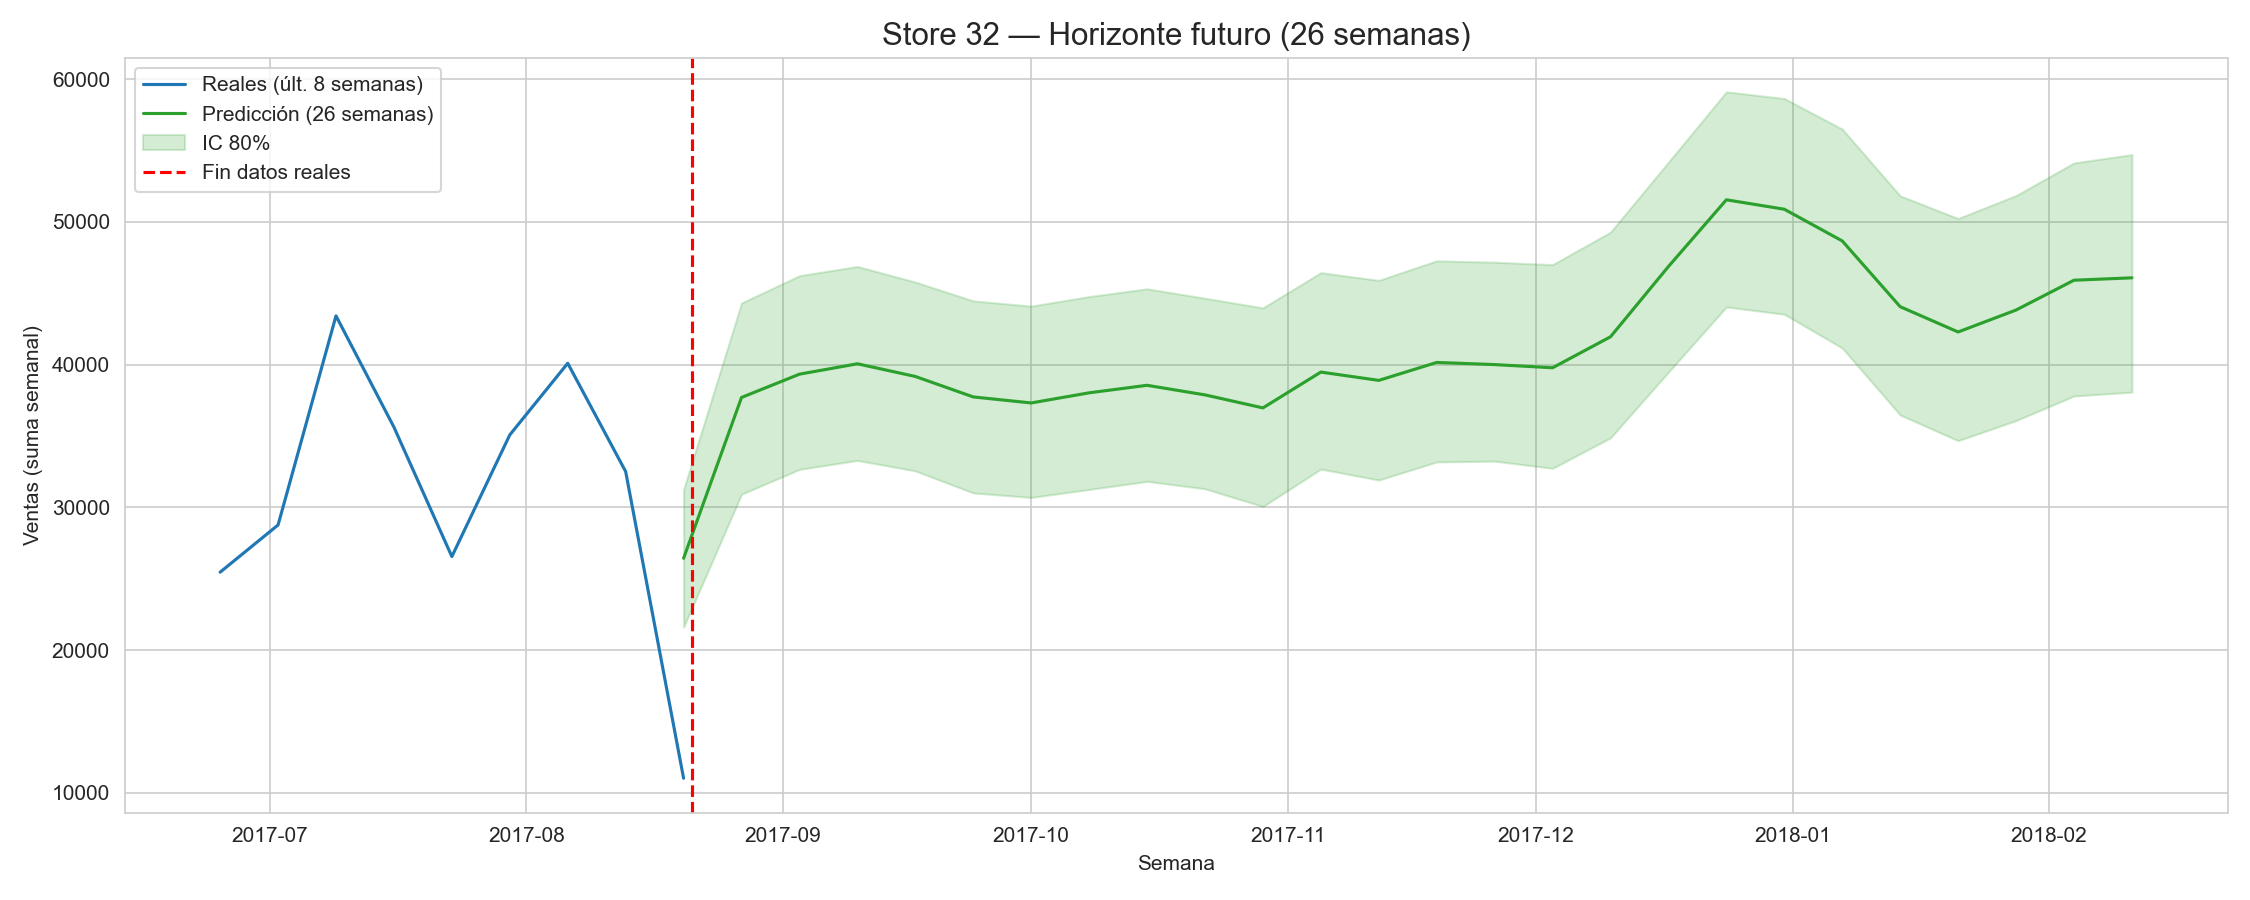 Store 32 — Horizonte futuro (26 semanas)
Reales (últ. 8 semanas)
Predicción (26 semanas)
IC 80%
Fin datos reales
Ventas (suma semanal)
60000
50000
40000
30000
20000
10000
2017-07 2017-08 2017-09 2017-10 2017-11 2017-12 2018-01 2018-02
Semana